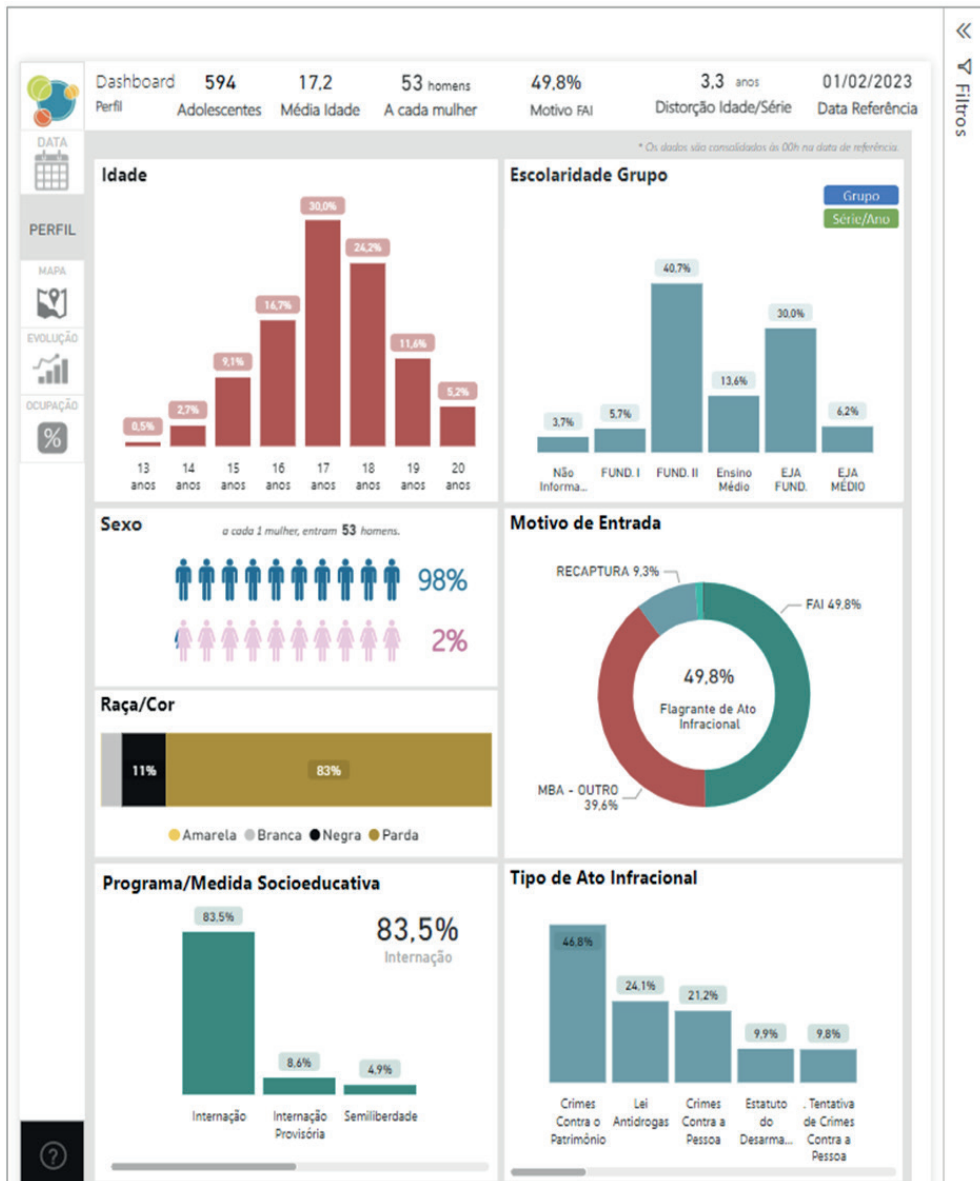 Dashboard
Perfil
594
Adolescentes
17,2
Média Idade
53 homens
A cada mulher
49,8%
Motivo FAI
3,3 anos
Distorção Idade/Série
01/02/2023
Data Referência
Filtros
* Os dados são consolidados às 00h na data de referência.
DATA
PERFIL
MAPA
EVOLUÇÃO
OCUPAÇÃO
%
?
Idade
0,5%
2,7%
9,1%
16,7%
30,0%
24,2%
11,6%
5,2%
13 anos
14 anos
15 anos
16 anos
17 anos
18 anos
19 anos
20 anos
Escolaridade Grupo
Grupo
Série/Ano
3,7%
5,7%
40,7%
13,6%
30,0%
6,2%
Não
Informa...
FUND. I
FUND. II
Ensino
Médio
EJA
FUND.
EJA
MÉDIO
Sexo
a cada 1 mulher, entram 53 homens.
98%
2%
Motivo de Entrada
RECAPTURA 9,3%
FAI 49,8%
49,8%
Flagrante de Ato
Infracional
MBA - OUTRO
39,6%
Raça/Cor
11%
83%
Amarela Branca Negra Parda
Programa/Medida Socioeducativa
83,5%
83,5%
Internação
8,6%
4,9%
Internação
Internação
Provisória
Semiliberdade
Tipo de Ato Infracional
46,8%
24,1%
21,2%
9,9%
9,8%
Crimes
Contra o
Patrimônio
Lei
Antidrogas
Crimes
Contra a
Pessoa
Estatuto
do
Desarma...
. Tentativa
de Crimes
Contra a
Pessoa